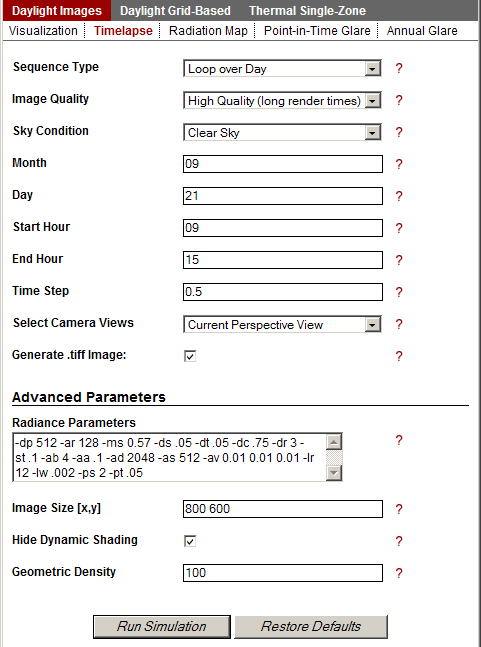 Daylight Images Daylight Grid-Based Thermal Single-Zone
Visualization Timelapse Radiation Map Point-in-Time Glare Annual Glare
Sequence Type Loop over Day ?
Image Quality High Quality (long render times) ?
Sky Condition Clear Sky ?
Month 09 ?
Day 21 ?
Start Hour 09 ?
End Hour 15 ?
Time Step 0.5 ?
Select Camera Views Current Perspective View ?
Generate .tiff Image: ?
Advanced Parameters
Radiance Parameters
-dp 512 -ar 128 -ms 0.57 -ds .05 -dt .05 -dc .75 -dr 3 - ?
st .1 -ab 4 -aa .1 -ad 2048 -as 512 -av 0.01 0.01 0.01 -lr
12 -lw .002 -ps 2 -pt .05
Image Size [x,y] 800 600 ?
Hide Dynamic Shading ?
Geometric Density 100 ?
Run Simulation Restore Defaults